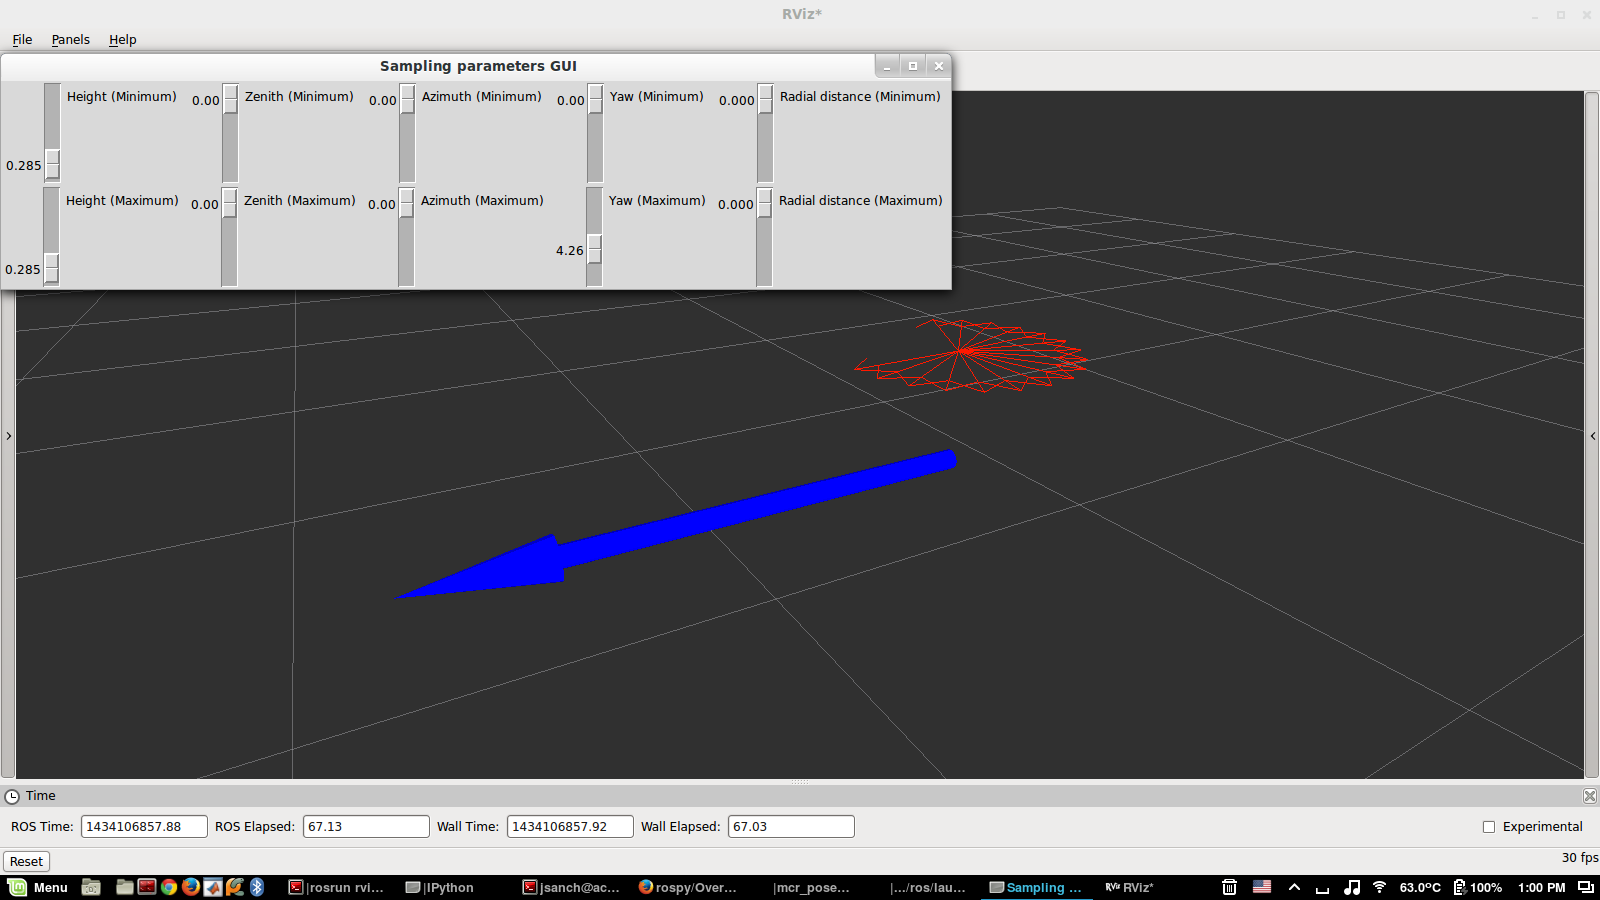 RViz*
File Panels Help
Sampling parameters GUI
Height (Minimum) 0.00 Zenith (Minimum) 0.00 Azimuth (Minimum) 0.00 Yaw (Minimum) 0.000 Radial distance (Minimum)
0.285
Height (Maximum) 0.00 Zenith (Maximum) 0.00 Azimuth (Maximum) Yaw (Maximum) 0.000 Radial distance (Maximum)
4.26
0.285
Time
ROS Time: 1434106857.88 ROS Elapsed: 67.13 Wall Time: 1434106857.92 Wall Elapsed: 67.03 Experimental
Reset 30 fps
Menu |rosrun rvi... |IPython |jsanch@ac... rospy/Over... |mcr_pose... |.../ros/lau... Sampling ... RViz RViz* 63.0ºC 100% 1:00 PM